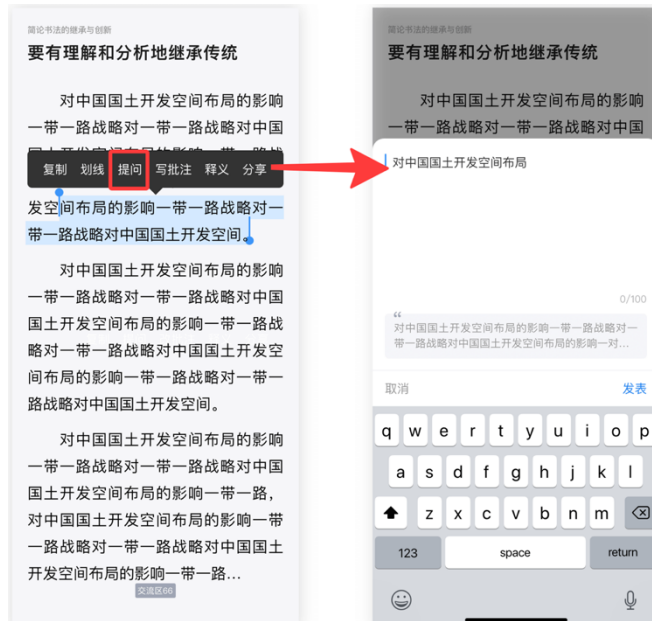 简论书法的继承与创新
要有理解和分析地继承传统
对中国国土开发空间布局的影响
一带一路战略对一带一路战略对中国
复制 划线 提问 写批注 释义 分享
发空间布局的影响一带一路战略对一
带一路战略对中国国土开发空间。
对中国国土开发空间布局的影响
一带一路战略对一带一路战略对中国
国土开发空间布局的影响一带一路战
略对一带一路战略对中国国土开发空
间布局的影响一带一路战略对一带一
路战略对中国国土开发空间。
对中国国土开发空间布局的影响
一带一路战略对一带一路战略对中国
国土开发空间布局的影响一带一路，
对中国国土开发空间布局的影响一带
一路战略对一带一路战略对中国国土
开发空间布局的影响一带一路...
交流区66
简论书法的继承与创新
要有理解和分析地继承传统
对中国国土开发空间布局的影响
一带一路战略对一带一路战略对中国
对中国国土开发空间布局
0/100
“
对中国国土开发空间布局的影响一带一路战略对一
带一路战略对中国国土开发空间布局的影响一对...
取消 发表
q w e r t y u i o p
a s d f g h j k l
z x c v b n m
123 space return